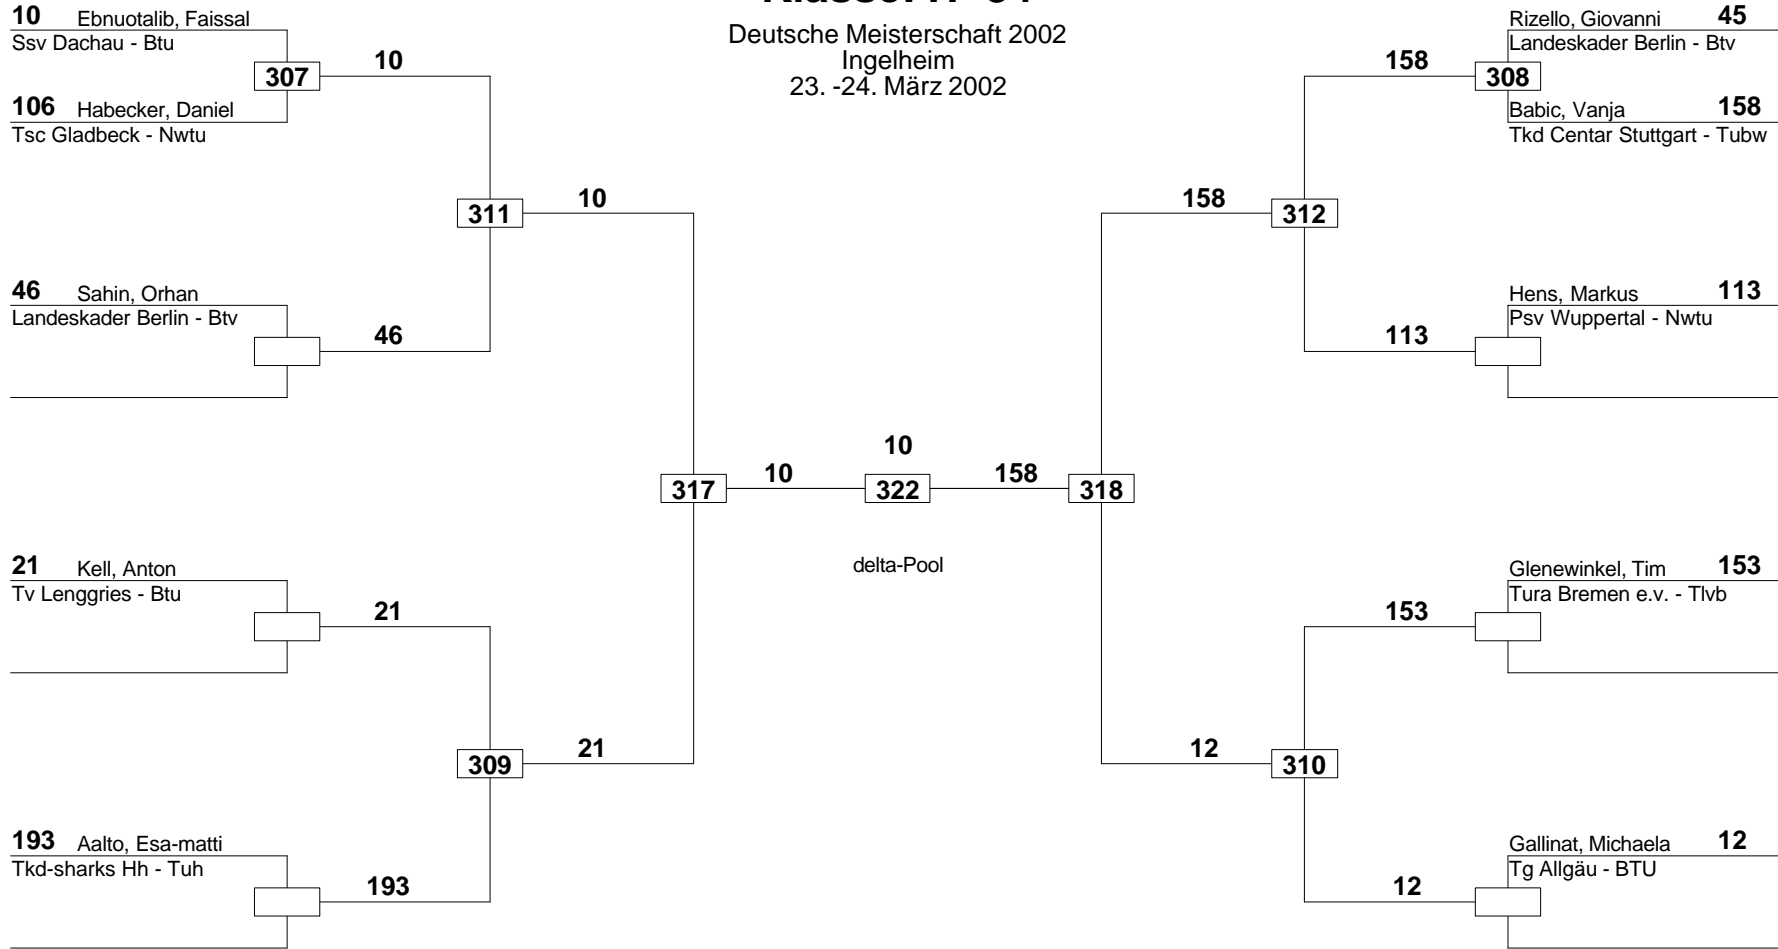 Deutsche Meisterschaft 2002
Ingelheim
23. -24. März 2002
10 Ebnuotalib, Faissal
Ssv Dachau - Btu
307
10
106 Habecker, Daniel
Tsc Gladbeck - Nwtu
311
10
46 Sahin, Orhan
Landeskader Berlin - Btv
46
317
10
21 Kell, Anton
Tv Lenggries - Btu
21
309
21
193 Aalto, Esa-matti
Tkd-sharks Hh - Tuh
193
10
322
delta-Pool
Rizello, Giovanni 45
Landeskader Berlin - Btv
158
308
Babic, Vanja 158
Tkd Centar Stuttgart - Tubw
158
312
Hens, Markus 113
Psv Wuppertal - Nwtu
113
158
318
Glenewinkel, Tim 153
Tura Bremen e.v. - Tlvb
153
12
310
Gallinat, Michaela 12
Tg Allgäu - BTU
12